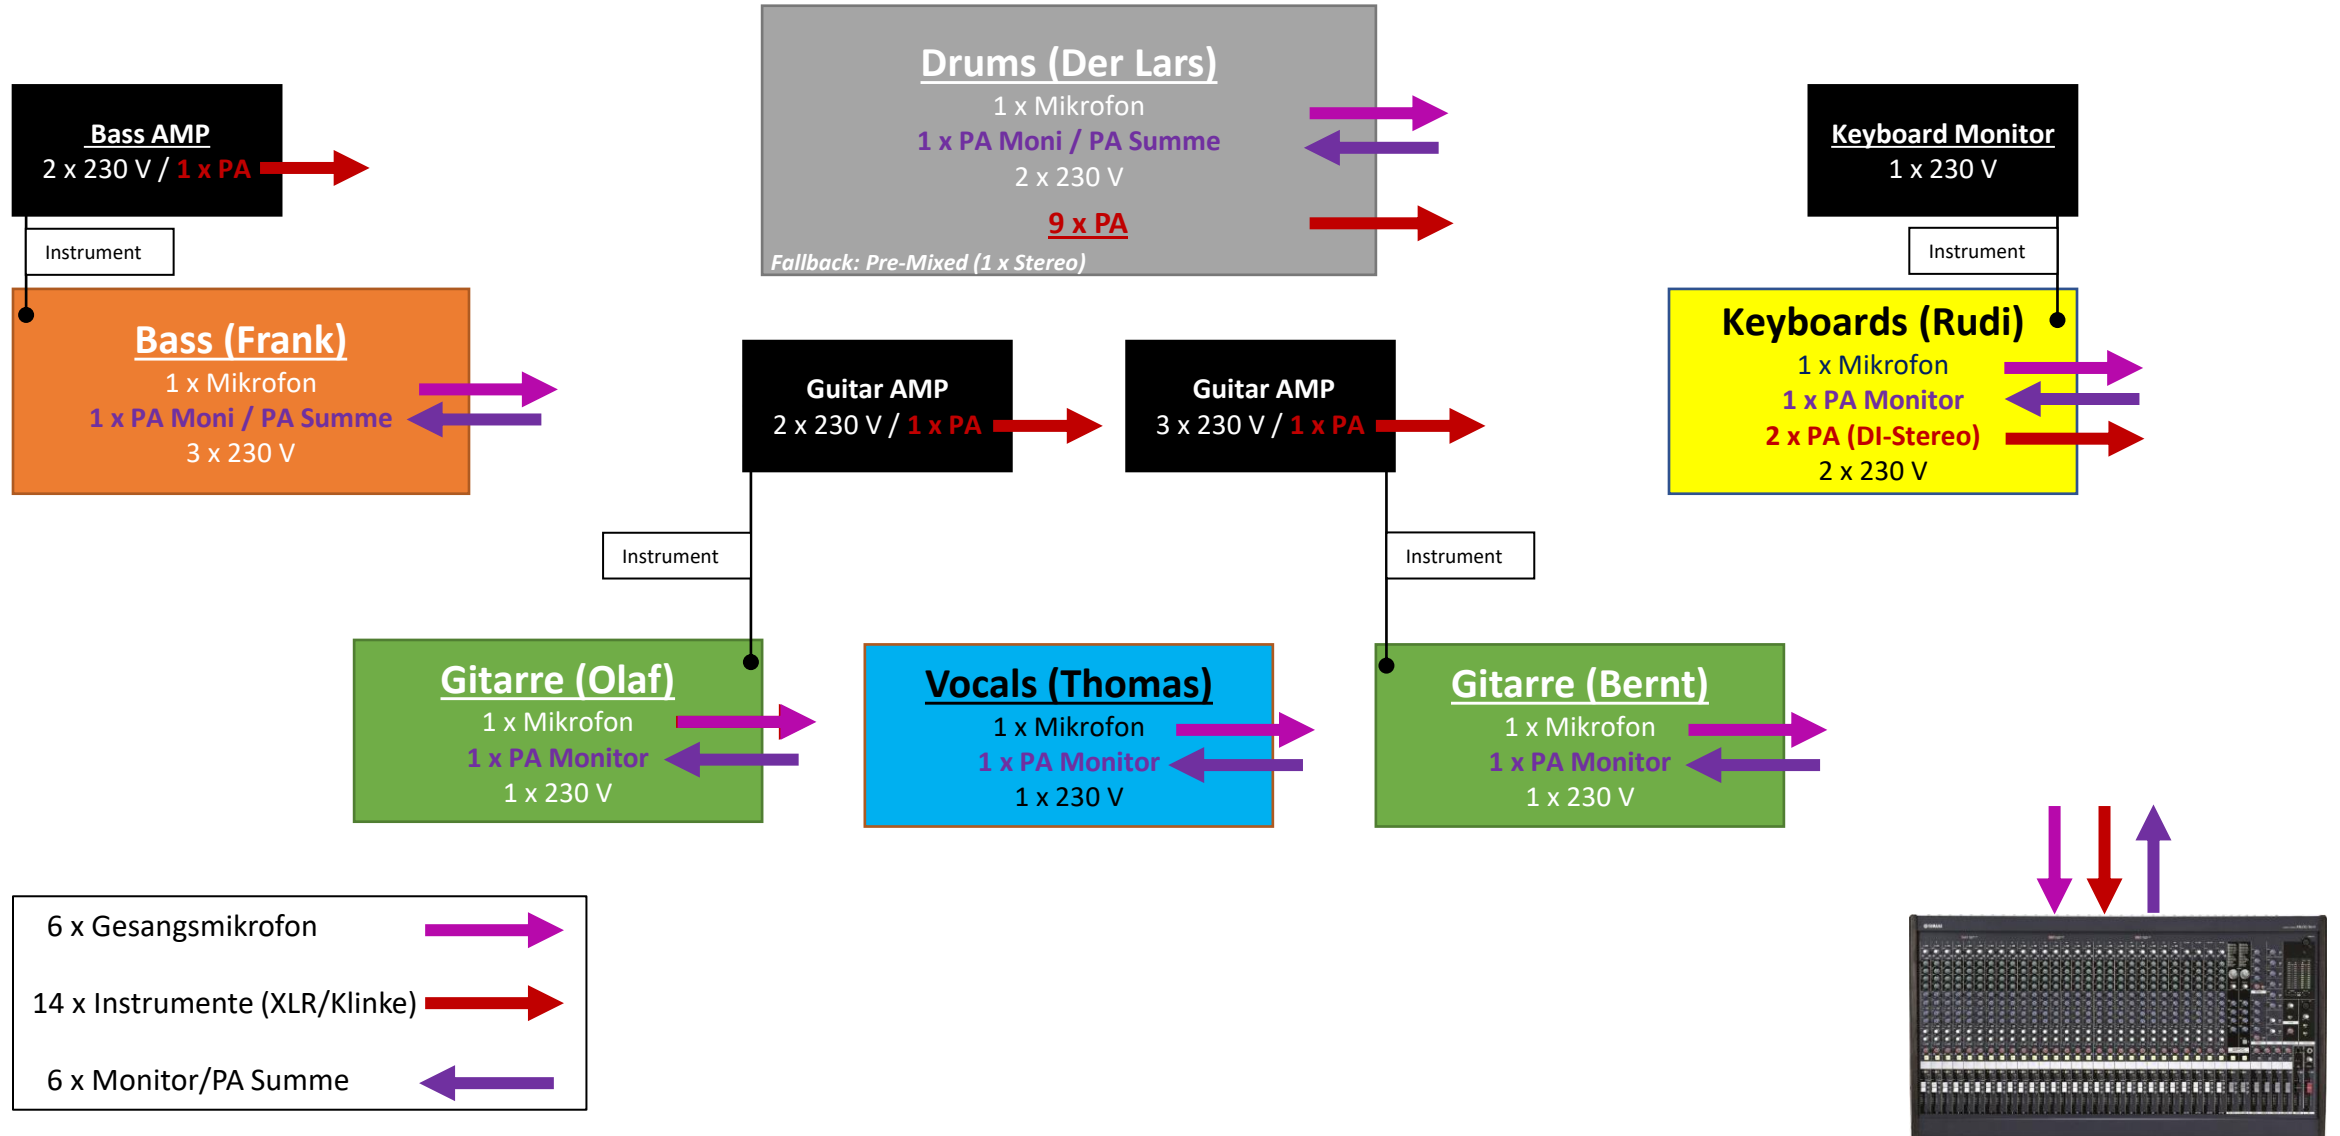 Drums (Der Lars)
1 x Mikrofon
1 x PA Moni / PA Summe
2 x 230 V
9 x PA
Fallback: Pre-Mixed (1 x Stereo)
Bass AMP
2 x 230 V / 1 x PA
Instrument
Keyboard Monitor
1 x 230 V
Instrument
Bass (Frank)
1 x Mikrofon
1 x PA Moni / PA Summe
3 x 230 V
Guitar AMP
2 x 230 V / 1 x PA
Guitar AMP
3 x 230 V / 1 x PA
Keyboards (Rudi)
1 x Mikrofon
1 x PA Monitor
2 x PA (DI-Stereo)
2 x 230 V
Instrument
Instrument
Gitarre (Olaf)
1 x Mikrofon
1 x PA Monitor
1 x 230 V
Vocals (Thomas)
1 x Mikrofon
1 x PA Monitor
1 x 230 V
Gitarre (Bernt)
1 x Mikrofon
1 x PA Monitor
1 x 230 V
6 x Gesangsmikrofon
14 x Instrumente (XLR/Klinke)
6 x Monitor/PA Summe
YAMAHA